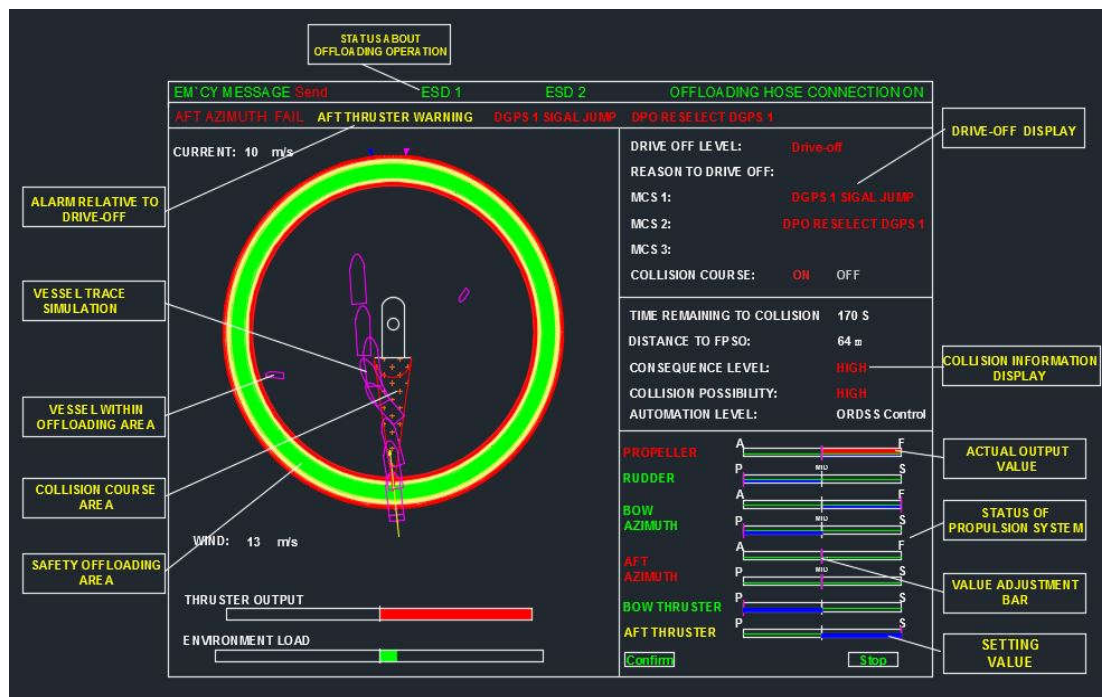 STATUS ABOUT
OFFLOADING OPERATION
EM`CY MESSAGE Send ESD 1 ESD 2 OFFLOADING HOSE CONNECTION ON
AFT AZIMUTH FAIL AFT THRUSTER WARNING DGPS 1 SIGAL JUMP DPO RESELECT DGPS 1
CURRENT: 10 m/s
ALARM RELATIVE TO
DRIVE-OFF
VESSEL TRACE
SIMULATION
VESSEL WITHIN
OFFLOADING AREA
COLLISION COURSE
AREA
SAFETY OFFLOADING
AREA
WIND: 13 m/s
THRUSTER OUTPUT
ENVIRONMENT LOAD
DRIVE OFF LEVEL: Drive-off
REASON TO DRIVE OFF:
MCS 1: DGPS 1 SIGAL JUMP
MCS 2: DPO RESELECT DGPS 1
MCS 3:
COLLISION COURSE: ON OFF
TIME REMAINING TO COLLISION 170 S
DISTANCE TO FPSO: 64 m
CONSEQUENCE LEVEL: HIGH
COLLISION POSSIBILITY: HIGH
AUTOMATION LEVEL: ORDSS Control
PROPELLER A F
RUDDER P MID S
BOW
AZIMUTH
A F
P MID S
AFT
AZIMUTH
A F
P MID S
BOW THRUSTER P S
AFT THRUSTER P S
Confirm Stop
DRIVE-OFF DISPLAY
COLLISION INFORMATION
DISPLAY
ACTUAL OUTPUT
VALUE
STATUS OF
PROPULSION SYSTEM
VALUE ADJUSTMENT
BAR
SETTING
VALUE